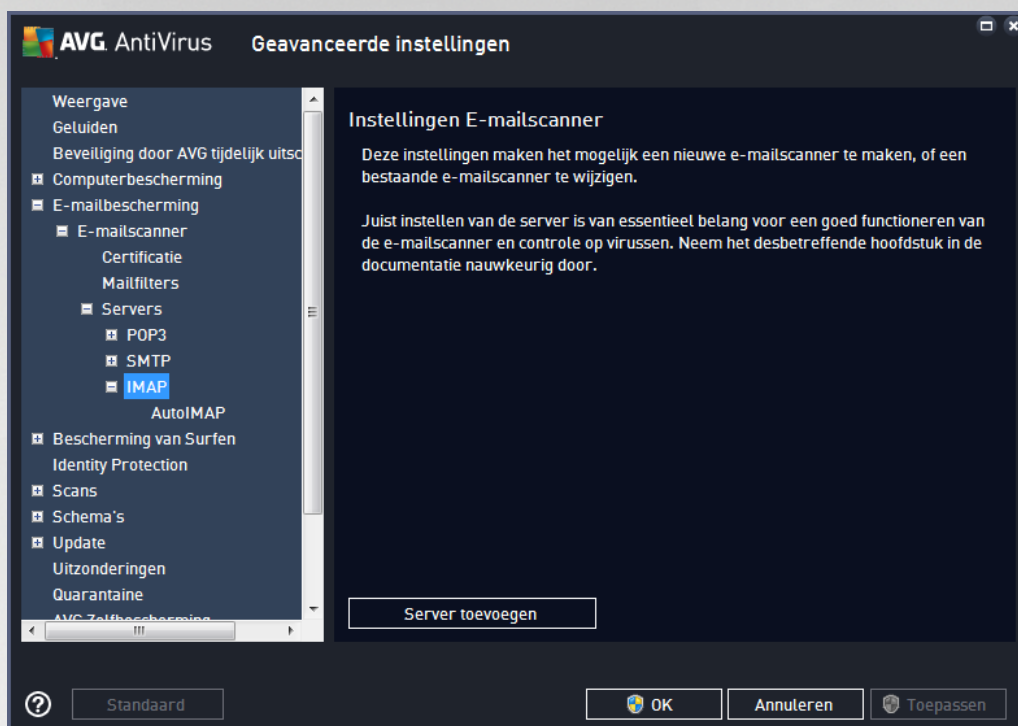 AVG. AntiVirus Geavanceerde instellingen
Weergave
Geluiden
Beveiliging door AVG tijdelijk uitsc
Computerbescherming
E-mailbescherming
E-mailscanner
Certificatie
Mailfilters
Servers
POP3
SMTP
IMAP
AutoIMAP
Bescherming van Surfen
Identity Protection
Scans
Schema's
Update
Uitzonderingen
Quarantaine
AVG Zelfbescherming
Instellingen E-mailscanner
Deze instellingen maken het mogelijk een nieuwe e-mailscanner te maken, of een
bestaande e-mailscanner te wijzigen.
Juist instellen van de server is van essentieel belang voor een goed functioneren van
de e-mailscanner en controle op virussen. Neem het desbetreffende hoofdstuk in de
documentatie nauwkeurig door.
Server toevoegen
Standaard
OK
Annuleren
Toepassen